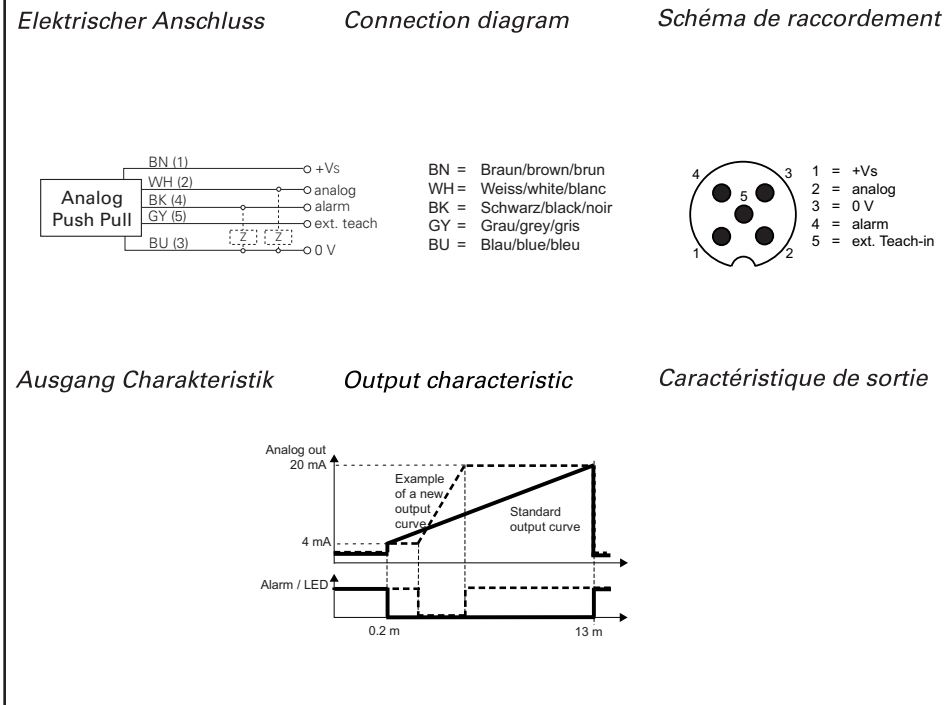 Elektrischer Anschluss
Connection diagram
Schéma de raccordement
Analog
Push Pull
BN (1)
WH (2)
BK (4)
GY (5)
BU (3)
+Vs
analog
alarm
ext. teach
0 V
Z
Z
BN = Braun/brown/brun
WH = Weiss/white/blanc
BK = Schwarz/black/noir
GY = Grau/grey/gris
BU = Blau/blue/bleu
4
3
5
1
2
1 = +Vs
2 = analog
3 = 0 V
4 = alarm
5 = ext. Teach-in
Ausgang Charakteristik
Output characteristic
Caractéristique de sortie
Analog out
20 mA
Example
of a new
output
curve
Standard
output curve
4 mA
Alarm / LED
0.2 m
13 m